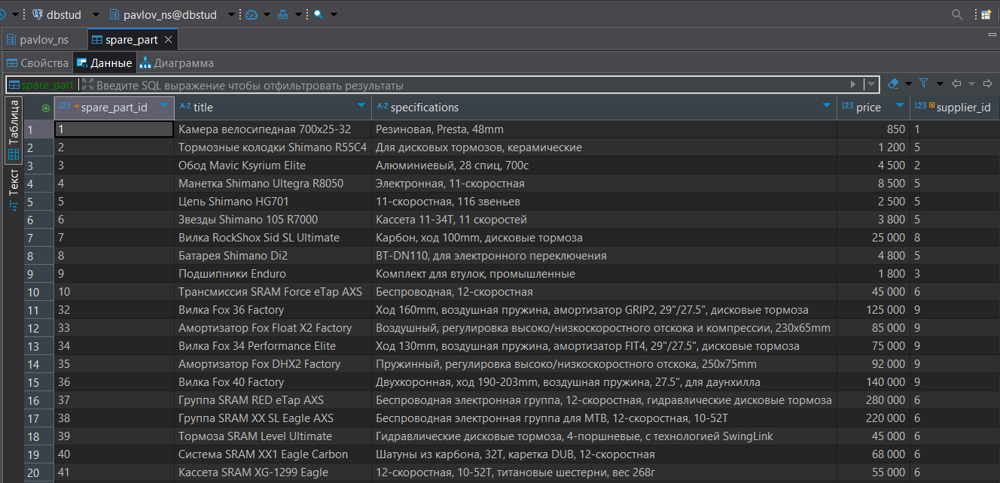 dbstud pavlov_ns@dbstud
pavlov_ns spare_part
Свойства Данные Диаграмма
spare_part Введите SQL выражение чтобы отфильтровать результаты
Таблица
Текст
123 spare_part_id A-Z title A-Z specifications 123 price 123 supplier_id
1 1 Камера велосипедная 700x25-32 Резиновая, Presta, 48mm 850 1
2 2 Тормозные колодки Shimano R55C4 Для дисковых тормозов, керамические 1 200 5
3 3 Обод Mavic Ksyrium Elite Алюминиевый, 28 спиц, 700c 4 500 2
4 4 Манетка Shimano Ultegra R8050 Электронная, 11-скоростная 8 500 5
5 5 Цепь Shimano HG701 11-скоростная, 116 звеньев 2 500 5
6 6 Звезды Shimano 105 R7000 Кассета 11-34T, 11 скоростей 3 800 5
7 7 Вилка RockShox Sid SL Ultimate Карбон, ход 100mm, дисковые тормоза 25 000 8
8 8 Батарея Shimano Di2 BT-DN110, для электронного переключения 4 800 5
9 9 Подшипники Enduro Комплект для втулок, промышленные 1 800 3
10 10 Трансмиссия SRAM Force eTap AXS Беспроводная, 12-скоростная 45 000 6
11 32 Вилка Fox 36 Factory Ход 160mm, воздушная пружина, амортизатор GRIP2, 29"/27.5", дисковые тормоза 125 000 9
12 33 Амортизатор Fox Float X2 Factory Воздушный, регулировка высоко/низкоскоростного отскока и компрессии, 230x65mm 85 000 9
13 34 Вилка Fox 34 Performance Elite Ход 130mm, воздушная пружина, амортизатор FIT4, 29"/27.5", дисковые тормоза 75 000 9
14 35 Амортизатор Fox DHX2 Factory Пружинный, регулировка высоко/низкоскоростного отскока, 250x75mm 92 000 9
15 36 Вилка Fox 40 Factory Двухкоронная, ход 190-203mm, воздушная пружина, 27.5", для даунхилла 140 000 9
16 37 Группа SRAM RED eTap AXS Беспроводная электронная группа, 12-скоростная, гидравлические дисковые тормоза 280 000 6
17 38 Группа SRAM XX SL Eagle AXS Беспроводная электронная группа для MTB, 12-скоростная, 10-52T 220 000 6
18 39 Тормоза SRAM Level Ultimate Гидравлические дисковые тормоза, 4-поршневые, с технологией SwingLink 45 000 6
19 40 Система SRAM XX1 Eagle Carbon Шатуны из карбона, 32T, каретка DUB, 12-скоростная 68 000 6
20 41 Кассета SRAM XG-1299 Eagle 12-скоростная, 10-52T, титановые шестерни, вес 268г 55 000 6